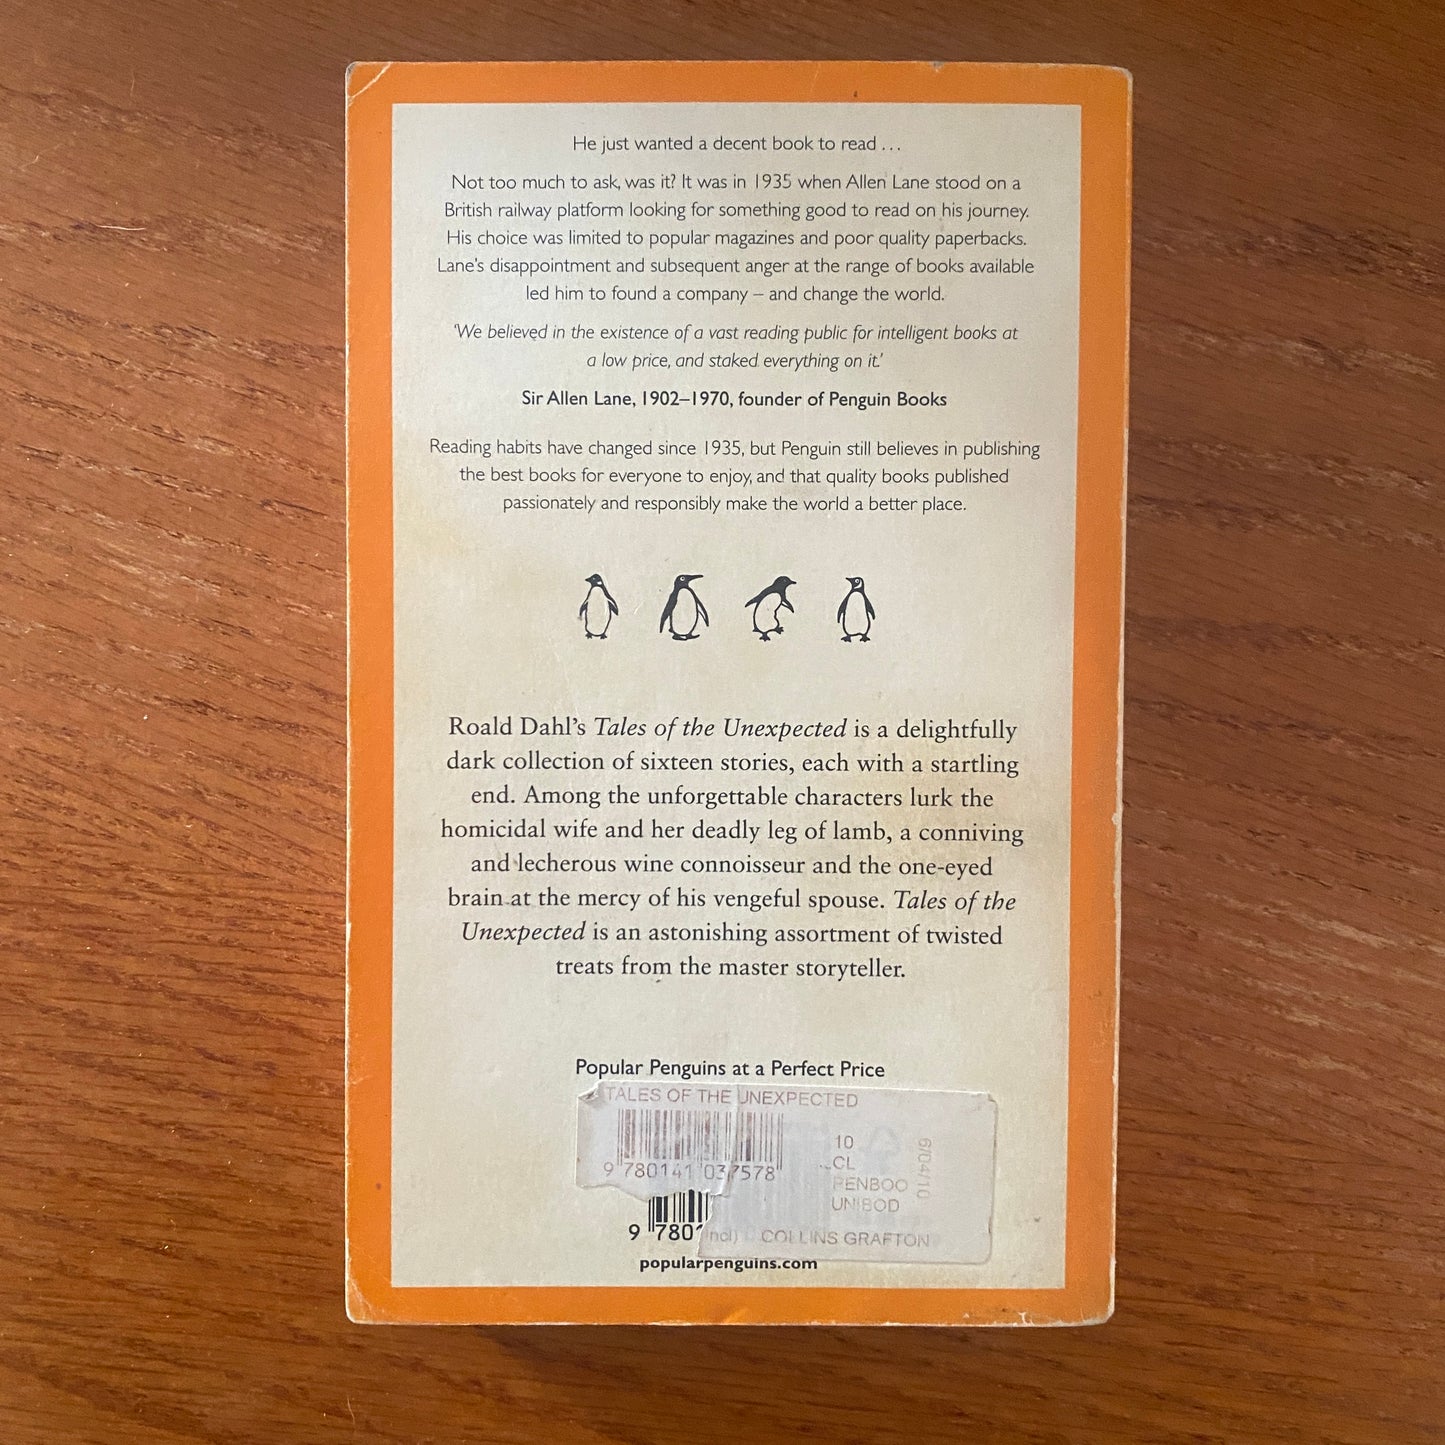 He just wanted a decent book to read . . .
Not too much to ask, was it? It was in 1935 when Allen Lane stood on a
British railway platform looking for something good to read on his journey.
His choice was limited to popular magazines and poor quality paperbacks.
Lane's disappointment and subsequent anger at the range of books available
led him to found a company – and change the world.
'We believed in the existence of a vast reading public for intelligent books at
a low price, and staked everything on it.'
Sir Allen Lane, 1902–1970, founder of Penguin Books
Reading habits have changed since 1935, but Penguin still believes in publishing
the best books for everyone to enjoy, and that quality books published
passionately and responsibly make the world a better place.
Roald Dahl's Tales of the Unexpected is a delightfully
dark collection of sixteen stories, each with a startling
end. Among the unforgettable characters lurk the
homicidal wife and her deadly leg of lamb, a conniving
and lecherous wine connoisseur and the one-eyed
brain at the mercy of his vengeful spouse. Tales of the
Unexpected is an astonishing assortment of twisted
treats from the master storyteller.
Popular Penguins at a Perfect Price
TALES OF THE UNEXPECTED
9 780141 037578
10
CL
PENBOO
UNIBOD
6/04/10
9 780
ncl) COLLINS GRAFTON
popularpenguins.com